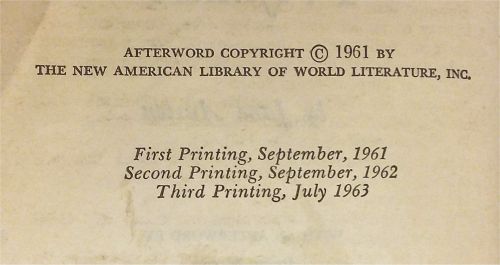 AFTERWORD COPYRIGHT © 1961 BY
THE NEW AMERICAN LIBRARY OF WORLD LITERATURE, INC.
First Printing, September, 1961
Second Printing, September, 1962
Third Printing, July 1963